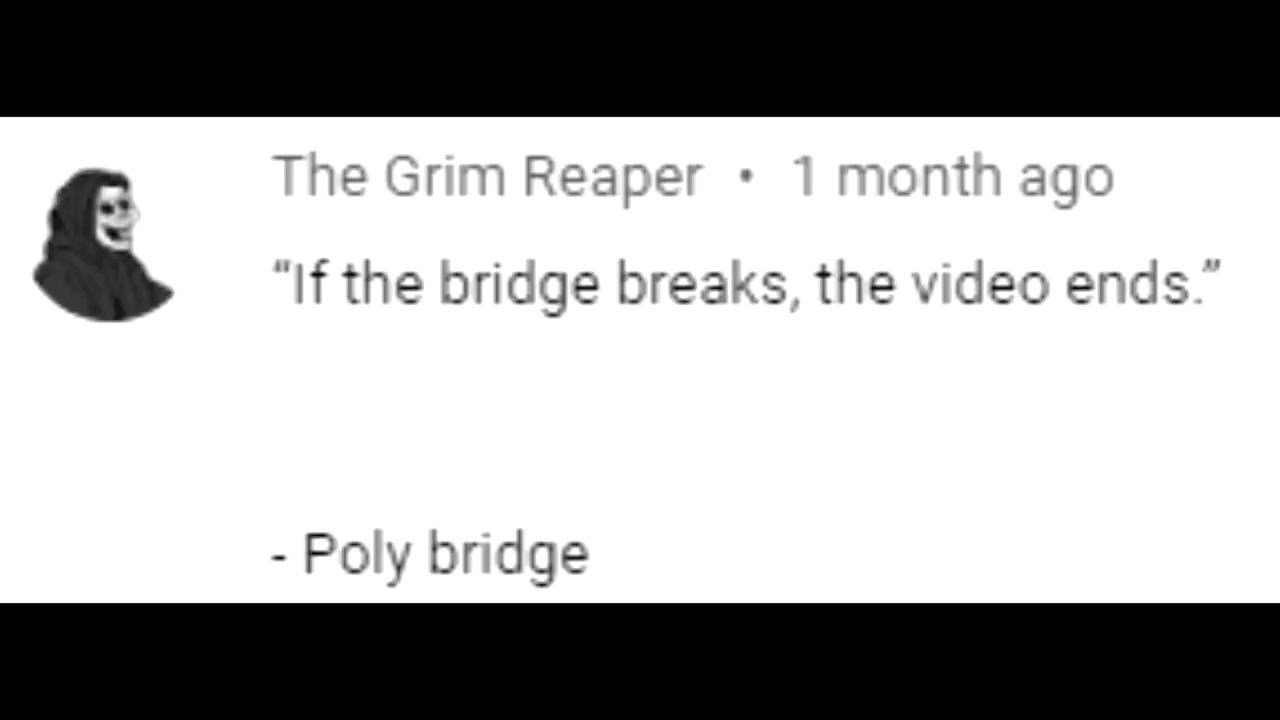 The Grim Reaper • 1 month ago
“If the bridge breaks, the video ends.”
- Poly bridge